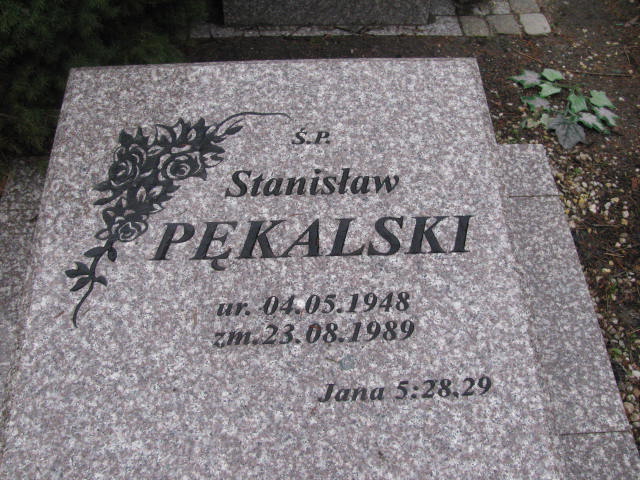 Ś.P.
Stanisław
PĘKALSKI
ur. 04.05.1948
zm.23.08.1989
Jana 5:28,29